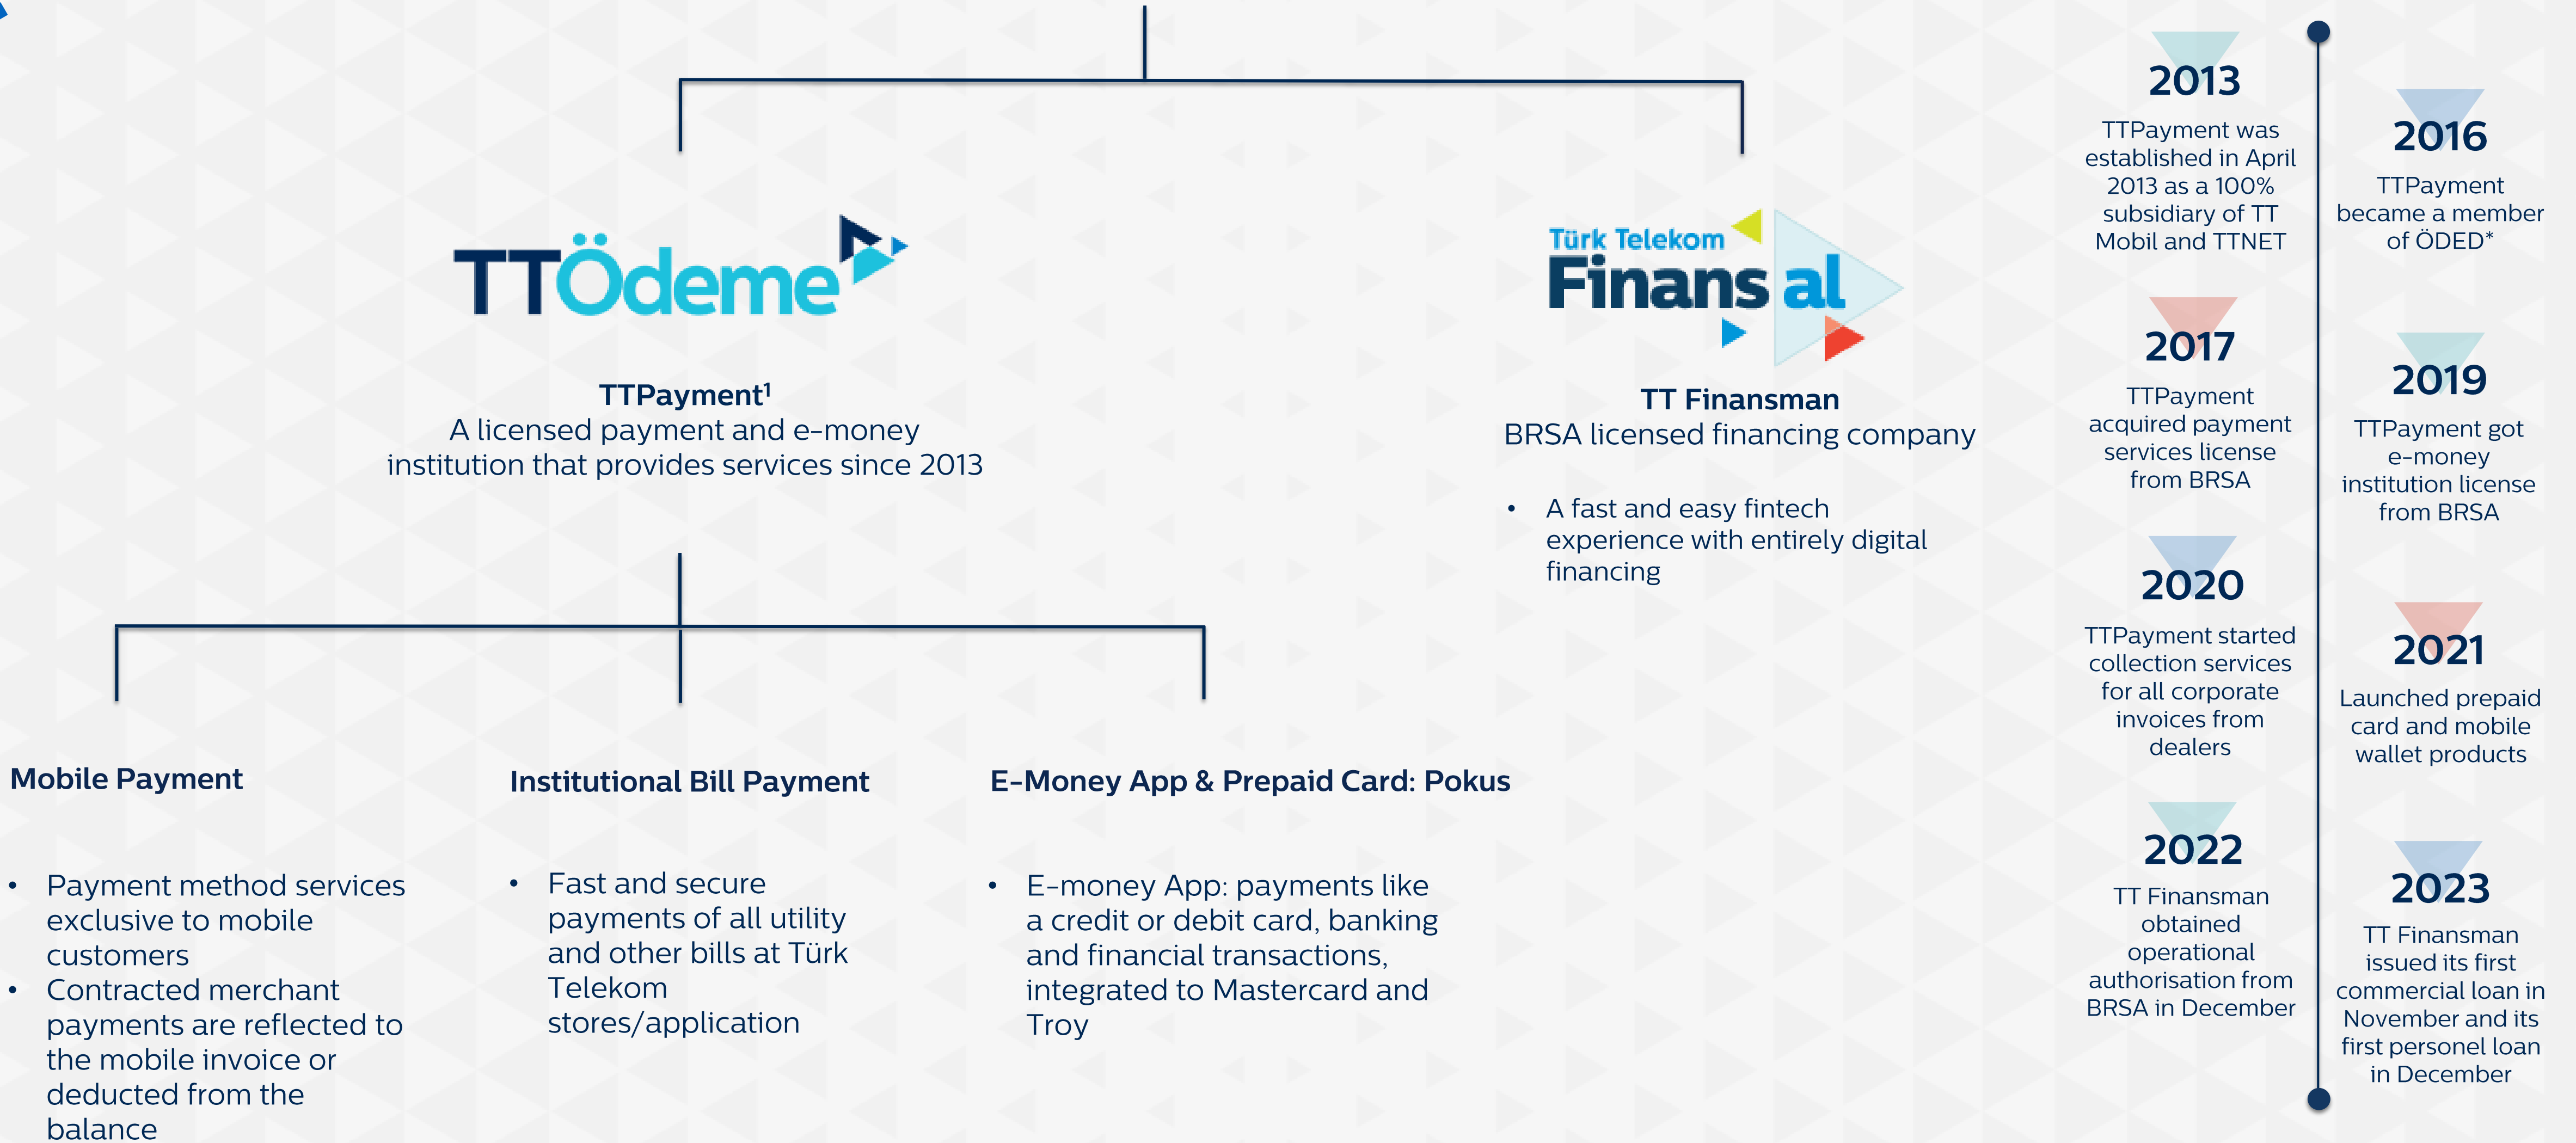 TTÖdeme
TTPayment¹
A licensed payment and e-money
institution that provides services since 2013
Türk Telekom
Finansal
TT Finansman
BRSA licensed financing company
• A fast and easy fintech
experience with entirely digital
financing
Mobile Payment
• Payment method services
exclusive to mobile
customers
• Contracted merchant
payments are reflected to
the mobile invoice or
deducted from the
balance
Institutional Bill Payment
• Fast and secure
payments of all utility
and other bills at Türk
Telekom
stores/application
E-Money App & Prepaid Card: Pokus
• E-money App: payments like
a credit or debit card, banking
and financial transactions,
integrated to Mastercard and
Troy
2013
TTPayment was
established in April
2013 as a 100%
subsidiary of TT
Mobil and TTNET
2016
TTPayment
became a member
of ÖDED*
2017
TTPayment
acquired payment
services license
from BRSA
2019
TTPayment got
e-money
institution license
from BRSA
2020
TTPayment started
collection services
for all corporate
invoices from
dealers
2021
Launched prepaid
card and mobile
wallet products
2022
TT Finansman
obtained
operational
authorisation from
BRSA in December
2023
TT Finansman
issued its first
commercial loan in
November and its
first personel loan
in December